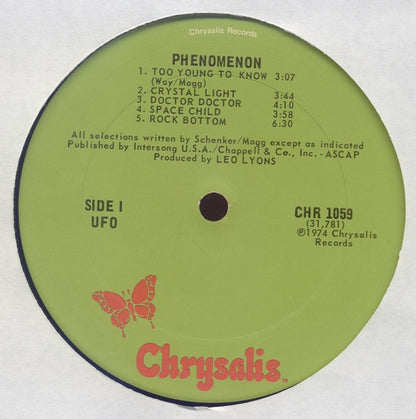 Chrysalis Records
PHENOMENON
1. TOO YOUNG TO KNOW 3:07
(Way/Mogg)
2. CRYSTAL LIGHT 3:44
3. DOCTOR DOCTOR 4:10
4. SPACE CHILD 3:58
5. ROCK BOTTOM 6:30
All selections written by Schenker/Mogg except as indicated
Published by Intersong U.S.A./Chappell & Co., Inc. - ASCAP
Produced by LEO LYONS
SIDE I
UFO
CHR 1059
(31,781)
℗1974 Chrysalis
Records
Chrysalis™